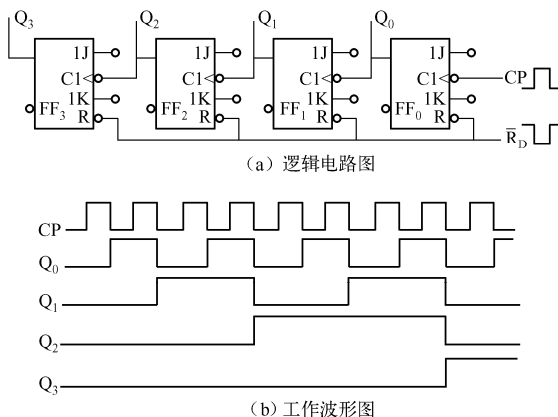 Q₃ Q₂ Q₁ Q₀
1J 1J 1J 1J
C1 C1 C1 C1 CP
FF₃ 1K FF₂ 1K FF₁ 1K FF₀ 1K
R R R R R̄_D
（a）逻辑电路图
CP
Q₀
Q₁
Q₂
Q₃
（b）工作波形图